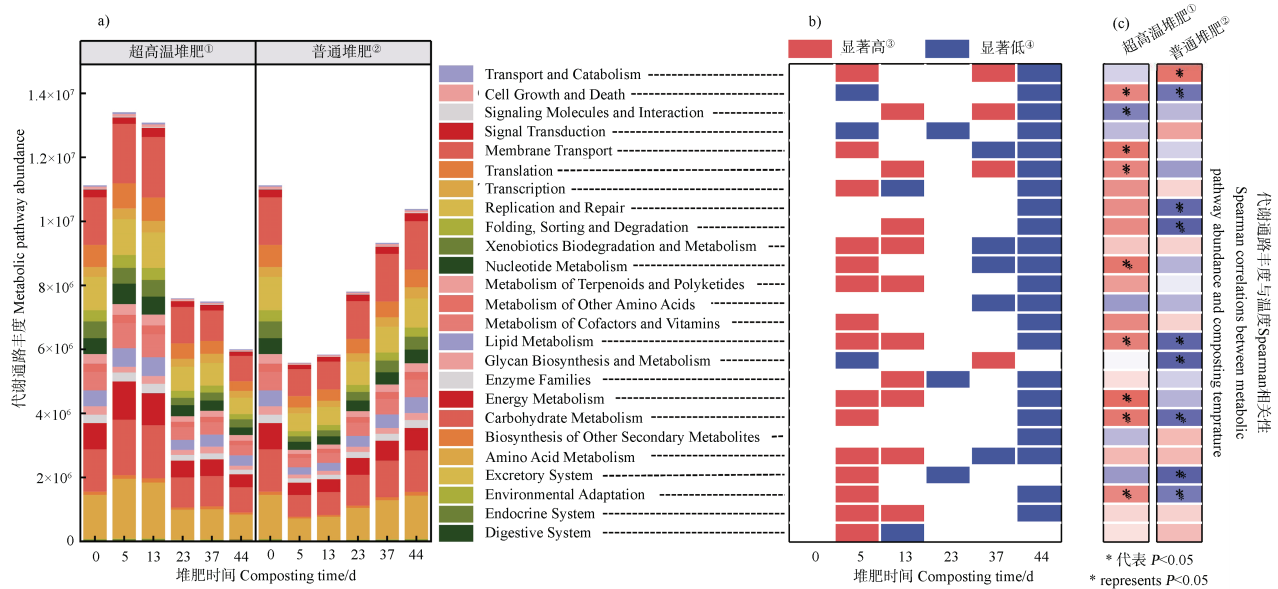 a)
超高温堆肥①
普通堆肥②
代谢通路丰度 Metabolic pathway abundance
1.4×10⁷
1.2×10⁷
1×10⁷
8×10⁶
6×10⁶
4×10⁶
2×10⁶
0
0 5 13 23 37 44 0 5 13 23 37 44
堆肥时间 Composting time/d
Transport and Catabolism
Cell Growth and Death
Signaling Molecules and Interaction
Signal Transduction
Membrane Transport
Translation
Transcription
Replication and Repair
Folding, Sorting and Degradation
Xenobiotics Biodegradation and Metabolism
Nucleotide Metabolism
Metabolism of Terpenoids and Polyketides
Metabolism of Other Amino Acids
Metabolism of Cofactors and Vitamins
Lipid Metabolism
Glycan Biosynthesis and Metabolism
Enzyme Families
Energy Metabolism
Carbohydrate Metabolism
Biosynthesis of Other Secondary Metabolites
Amino Acid Metabolism
Excretory System
Environmental Adaptation
Endocrine System
Digestive System
b)
显著高③
显著低④
0 5 13 23 37 44
堆肥时间 Composting time/d
(c)
超高温堆肥①
普通堆肥②
代谢通路丰度与温度Spearman相关性
Spearman correlations between metabolic
pathway abundance and composting temprature
* 代表 P<0.05
* represents P<0.05